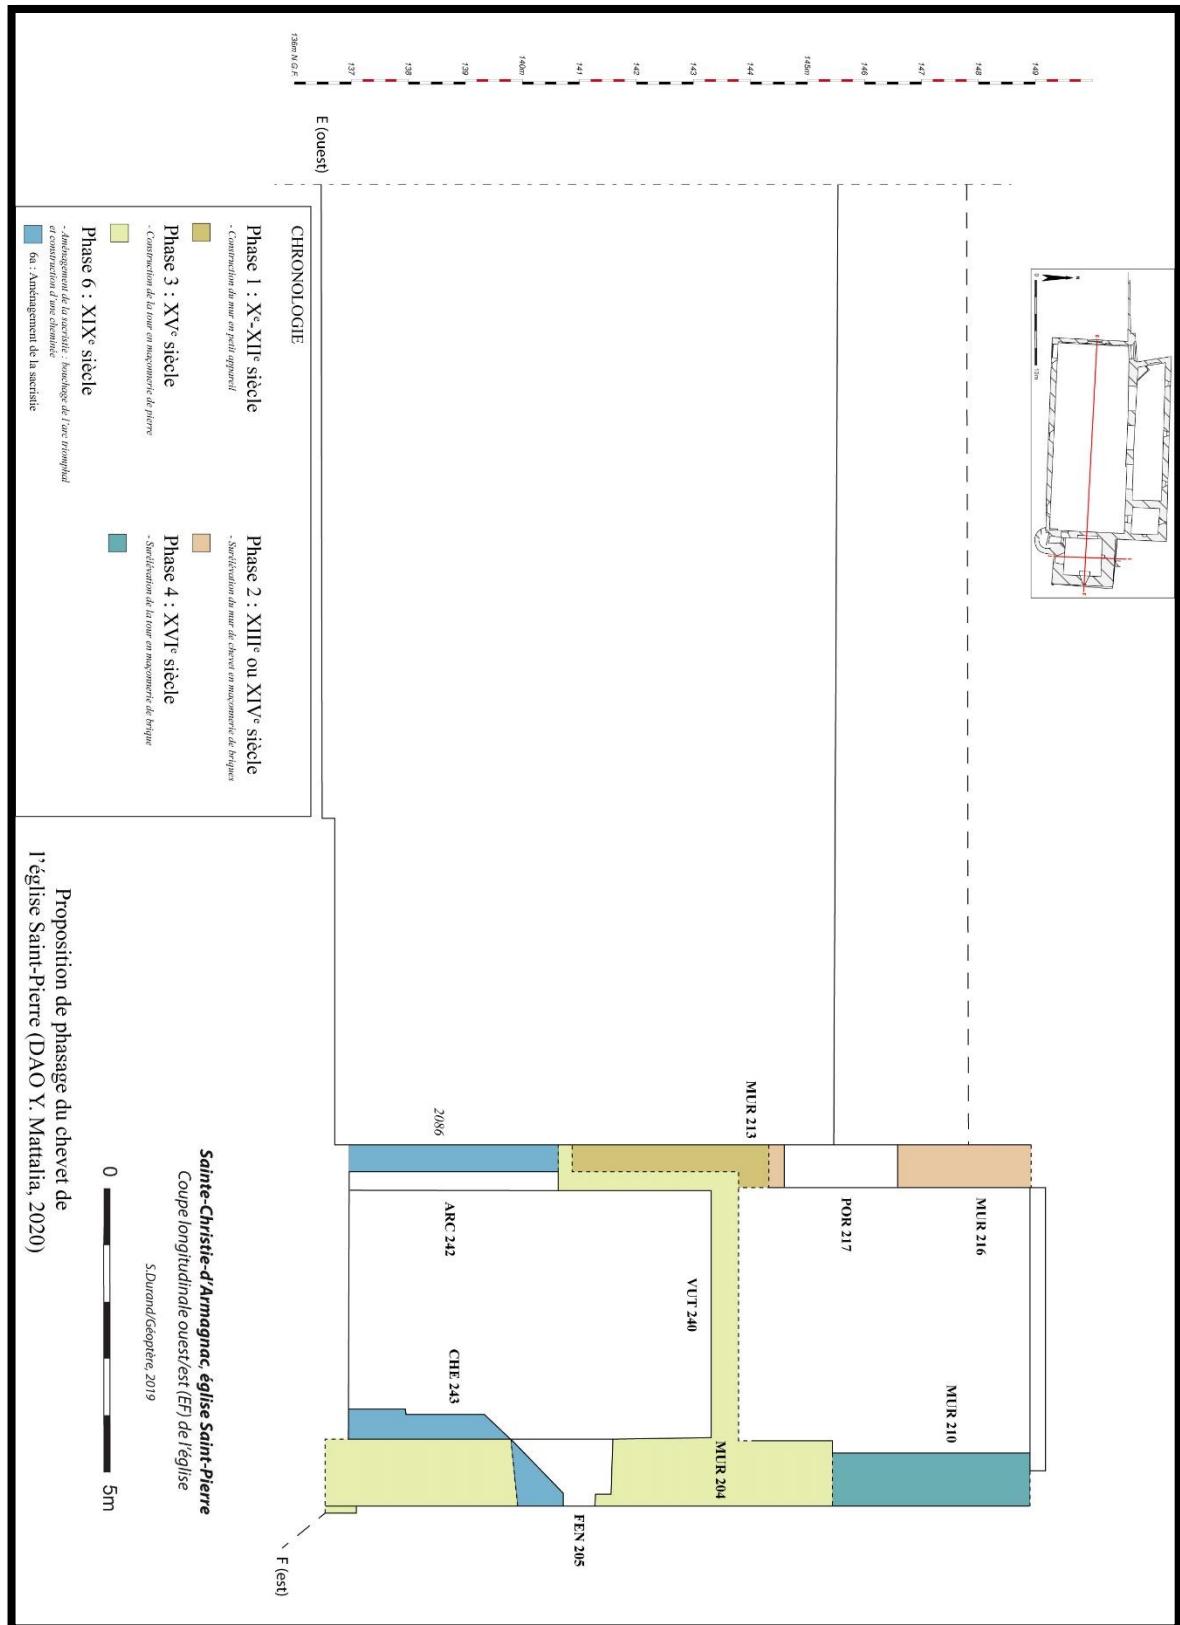 136m N.G.F.
137
138
139
140m
141
142
143
144
145m
146
147
148
149
E (ouest)
0
10m
CHRONOLOGIE
Phase 1 : Xᵉ-XIIᵉ siècle
- Construction du mur en petit appareil
Phase 2 : XIIIᵉ ou XIVᵉ siècle
- Surélévation du mur de chevet en maçonnerie de briques
Phase 3 : XVᵉ siècle
- Construction de la tour en maçonnerie de pierre
Phase 4 : XVIᵉ siècle
- Surélévation de la tour en maçonnerie de brique
Phase 6 : XIXᵉ siècle
- Aménagement de la sacristie : bouchage de l'arc triomphal
et construction d'une cheminée
6a : Aménagement de la sacristie
MUR 216
POR 217
MUR 213
2086
ARC 242
VUT 240
CHE 243
MUR 210
MUR 204
FEN 205
F (est)
Sainte-Christie-d'Armagnac, église Saint-Pierre
Coupe longitudinale ouest/est (EF) de l'église
S.Durand/Géoptère, 2019
0
5m
Proposition de phasage du chevet de
l'église Saint-Pierre (DAO Y. Mattalia, 2020)